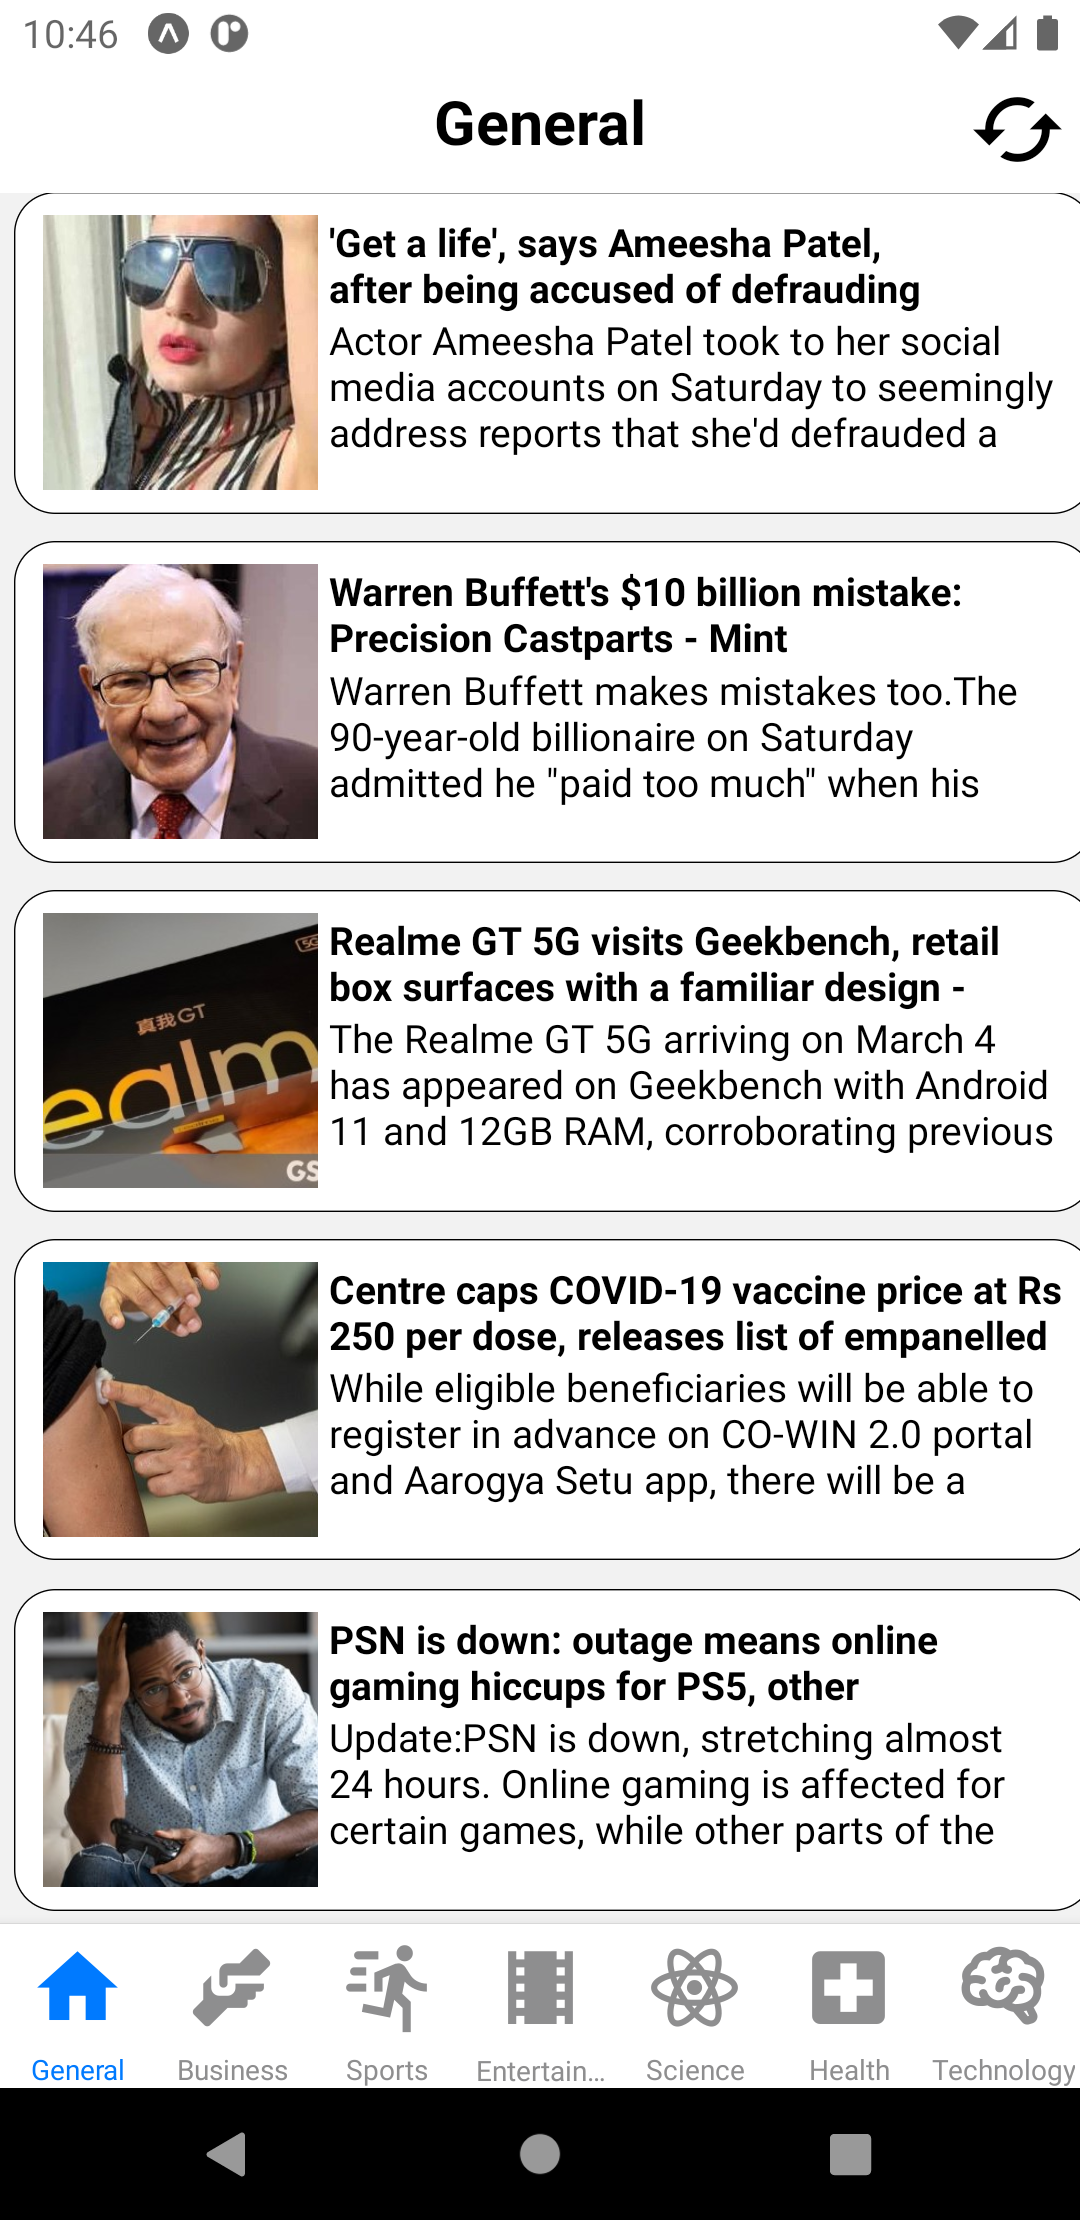 10:46
General
'Get a life', says Ameesha Patel,
after being accused of defrauding
Actor Ameesha Patel took to her social
media accounts on Saturday to seemingly
address reports that she'd defrauded a
Warren Buffett's $10 billion mistake:
Precision Castparts - Mint
Warren Buffett makes mistakes too.The
90-year-old billionaire on Saturday
admitted he "paid too much" when his
5G
真我GT
ealm
GS
Realme GT 5G visits Geekbench, retail
box surfaces with a familiar design -
The Realme GT 5G arriving on March 4
has appeared on Geekbench with Android
11 and 12GB RAM, corroborating previous
Centre caps COVID-19 vaccine price at Rs
250 per dose, releases list of empanelled
While eligible beneficiaries will be able to
register in advance on CO-WIN 2.0 portal
and Aarogya Setu app, there will be a
PSN is down: outage means online
gaming hiccups for PS5, other
Update:PSN is down, stretching almost
24 hours. Online gaming is affected for
certain games, while other parts of the
General Business Sports Entertain... Science Health Technology